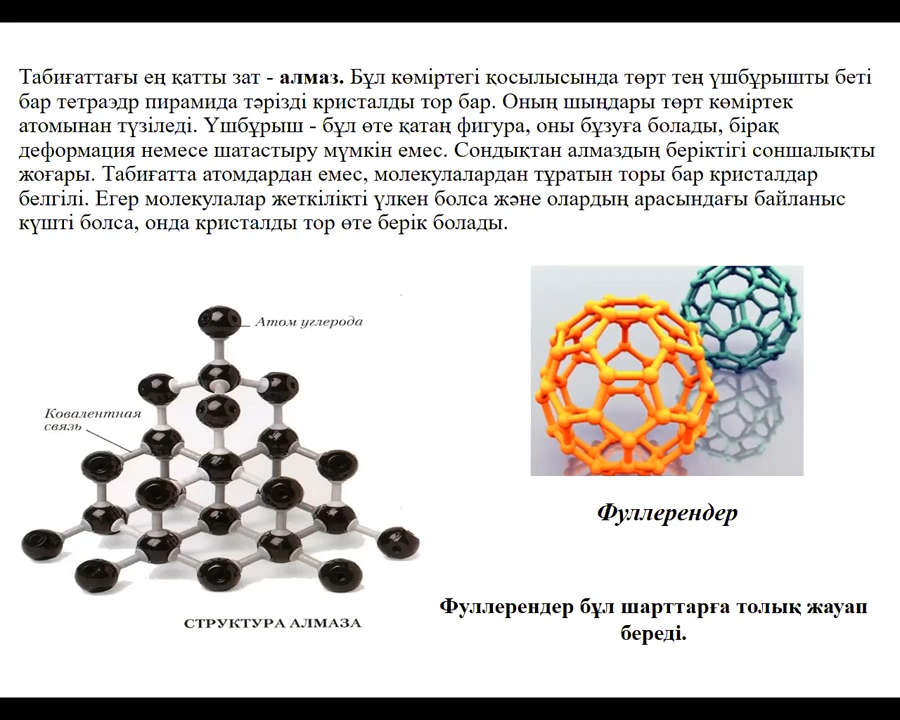 Табиғаттағы ең қатты зат - алмаз. Бұл көміртегі қосылысында төрт тең үшбұрышты беті
бар тетраэдр пирамида тәрізді кристалды тор бар. Оның шыңдары төрт көміртек
атомынан түзіледі. Үшбұрыш - бұл өте қатаң фигура, оны бұзуға болады, бірақ
деформация немесе шатастыру мүмкін емес. Сондықтан алмаздың беріктігі соншалықты
жоғары. Табиғатта атомдардан емес, молекулалардан тұратын торы бар кристалдар
белгілі. Егер молекулалар жеткілікті үлкен болса және олардың арасындағы байланыс
күшті болса, онда кристалды тор өте берік болады.
Атом углерода
Ковалентная
связь
СТРУКТУРА АЛМАЗА
Фуллерендер
Фуллерендер бұл шарттарға толық жауап
береді.